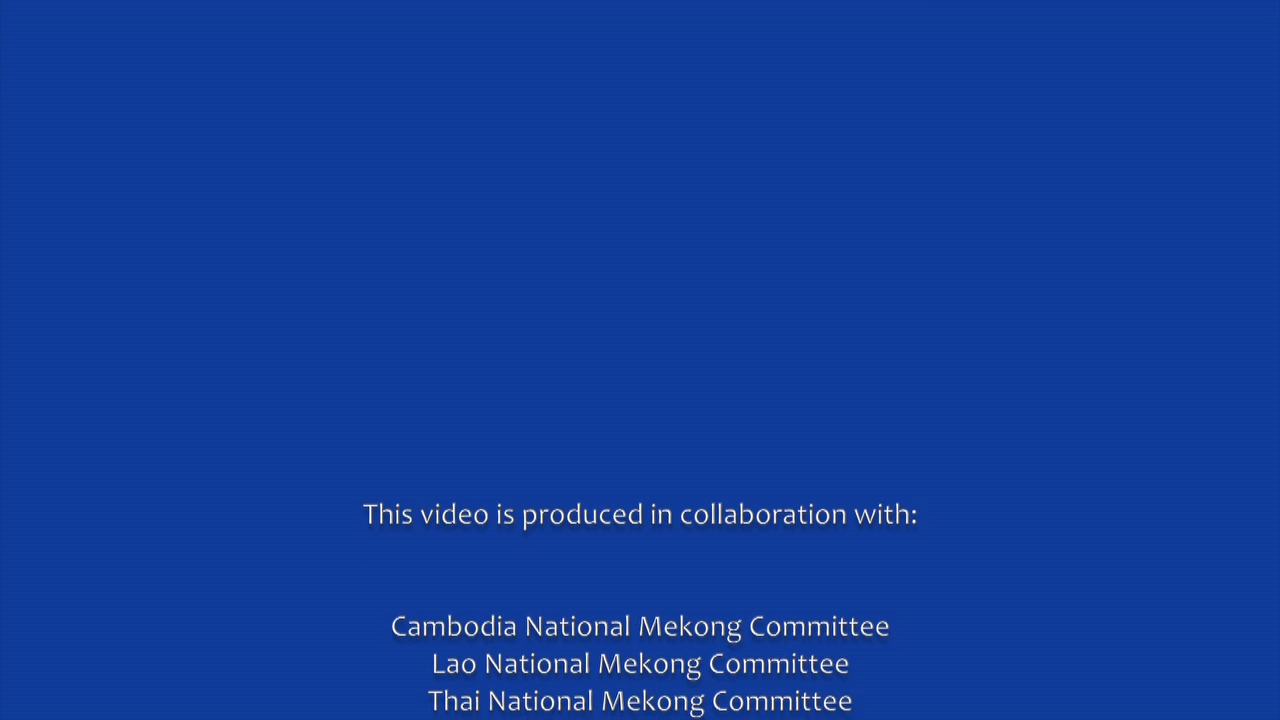 This video is produced in collaboration with:
Cambodia National Mekong Committee
Lao National Mekong Committee
Thai National Mekong Committee